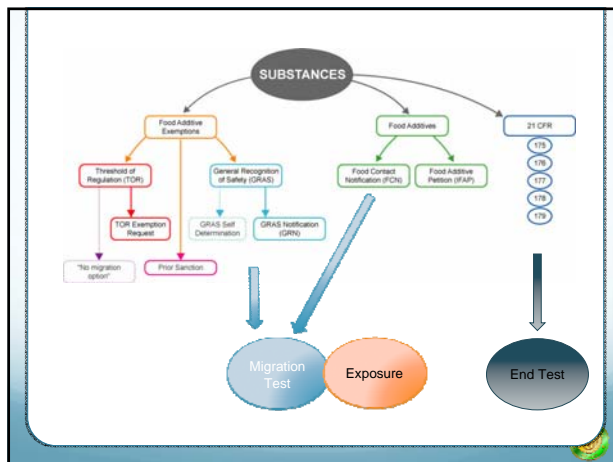 SUBSTANCES
Food Additive
Exemptions
Food Additives
21 CFR
Threshold of
Regulation (TOR)
General Recognition
of Safety (GRAS)
Food Contact
Notification (FCN)
Food Additive
Petition (IFAP)
175
176
177
178
179
TOR Exemption
Request
GRAS Self
Determination
GRAS Notification
(GRN)
"No migration
option"
Prior Sanction
Migration
Test
Exposure
End Test